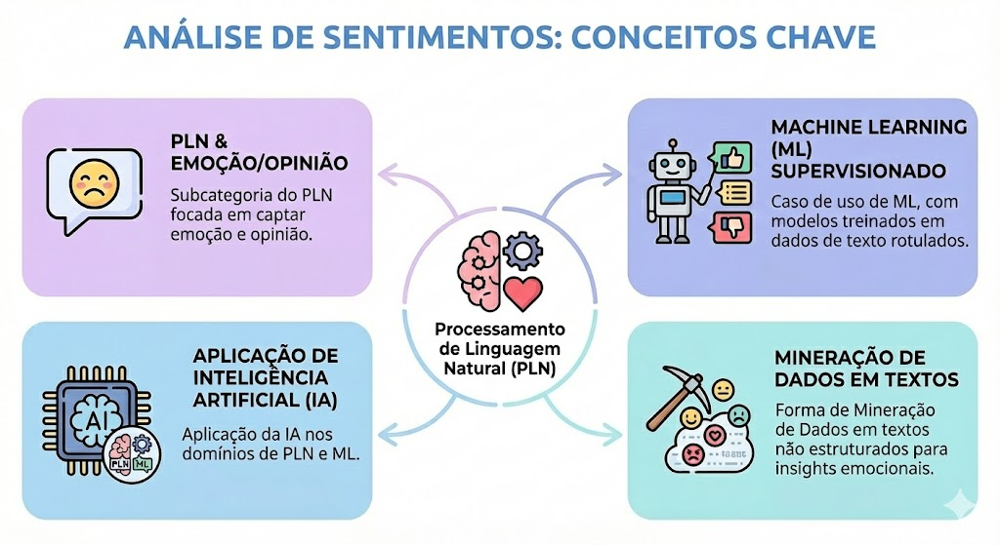 ANÁLISE DE SENTIMENTOS: CONCEITOS CHAVE
PLN &
EMOÇÃO/OPINIÃO
Subcategoria do PLN
focada em captar
emoção e opinião.
MACHINE LEARNING
(ML)
SUPERVISIONADO
Caso de uso de ML, com
modelos treinados em
dados de texto rotulados.
Processamento
de Linguagem
Natural (PLN)
APLICAÇÃO DE
INTELIGÊNCIA
ARTIFICIAL (IA)
Aplicação da IA nos
domínios de PLN e ML.
AI
PLN ML
MINERAÇÃO DE
DADOS EM TEXTOS
Forma de Mineração
de Dados em textos
não estruturados para
insights emocionais.